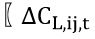 〖 ΔC_{L,ij,t}